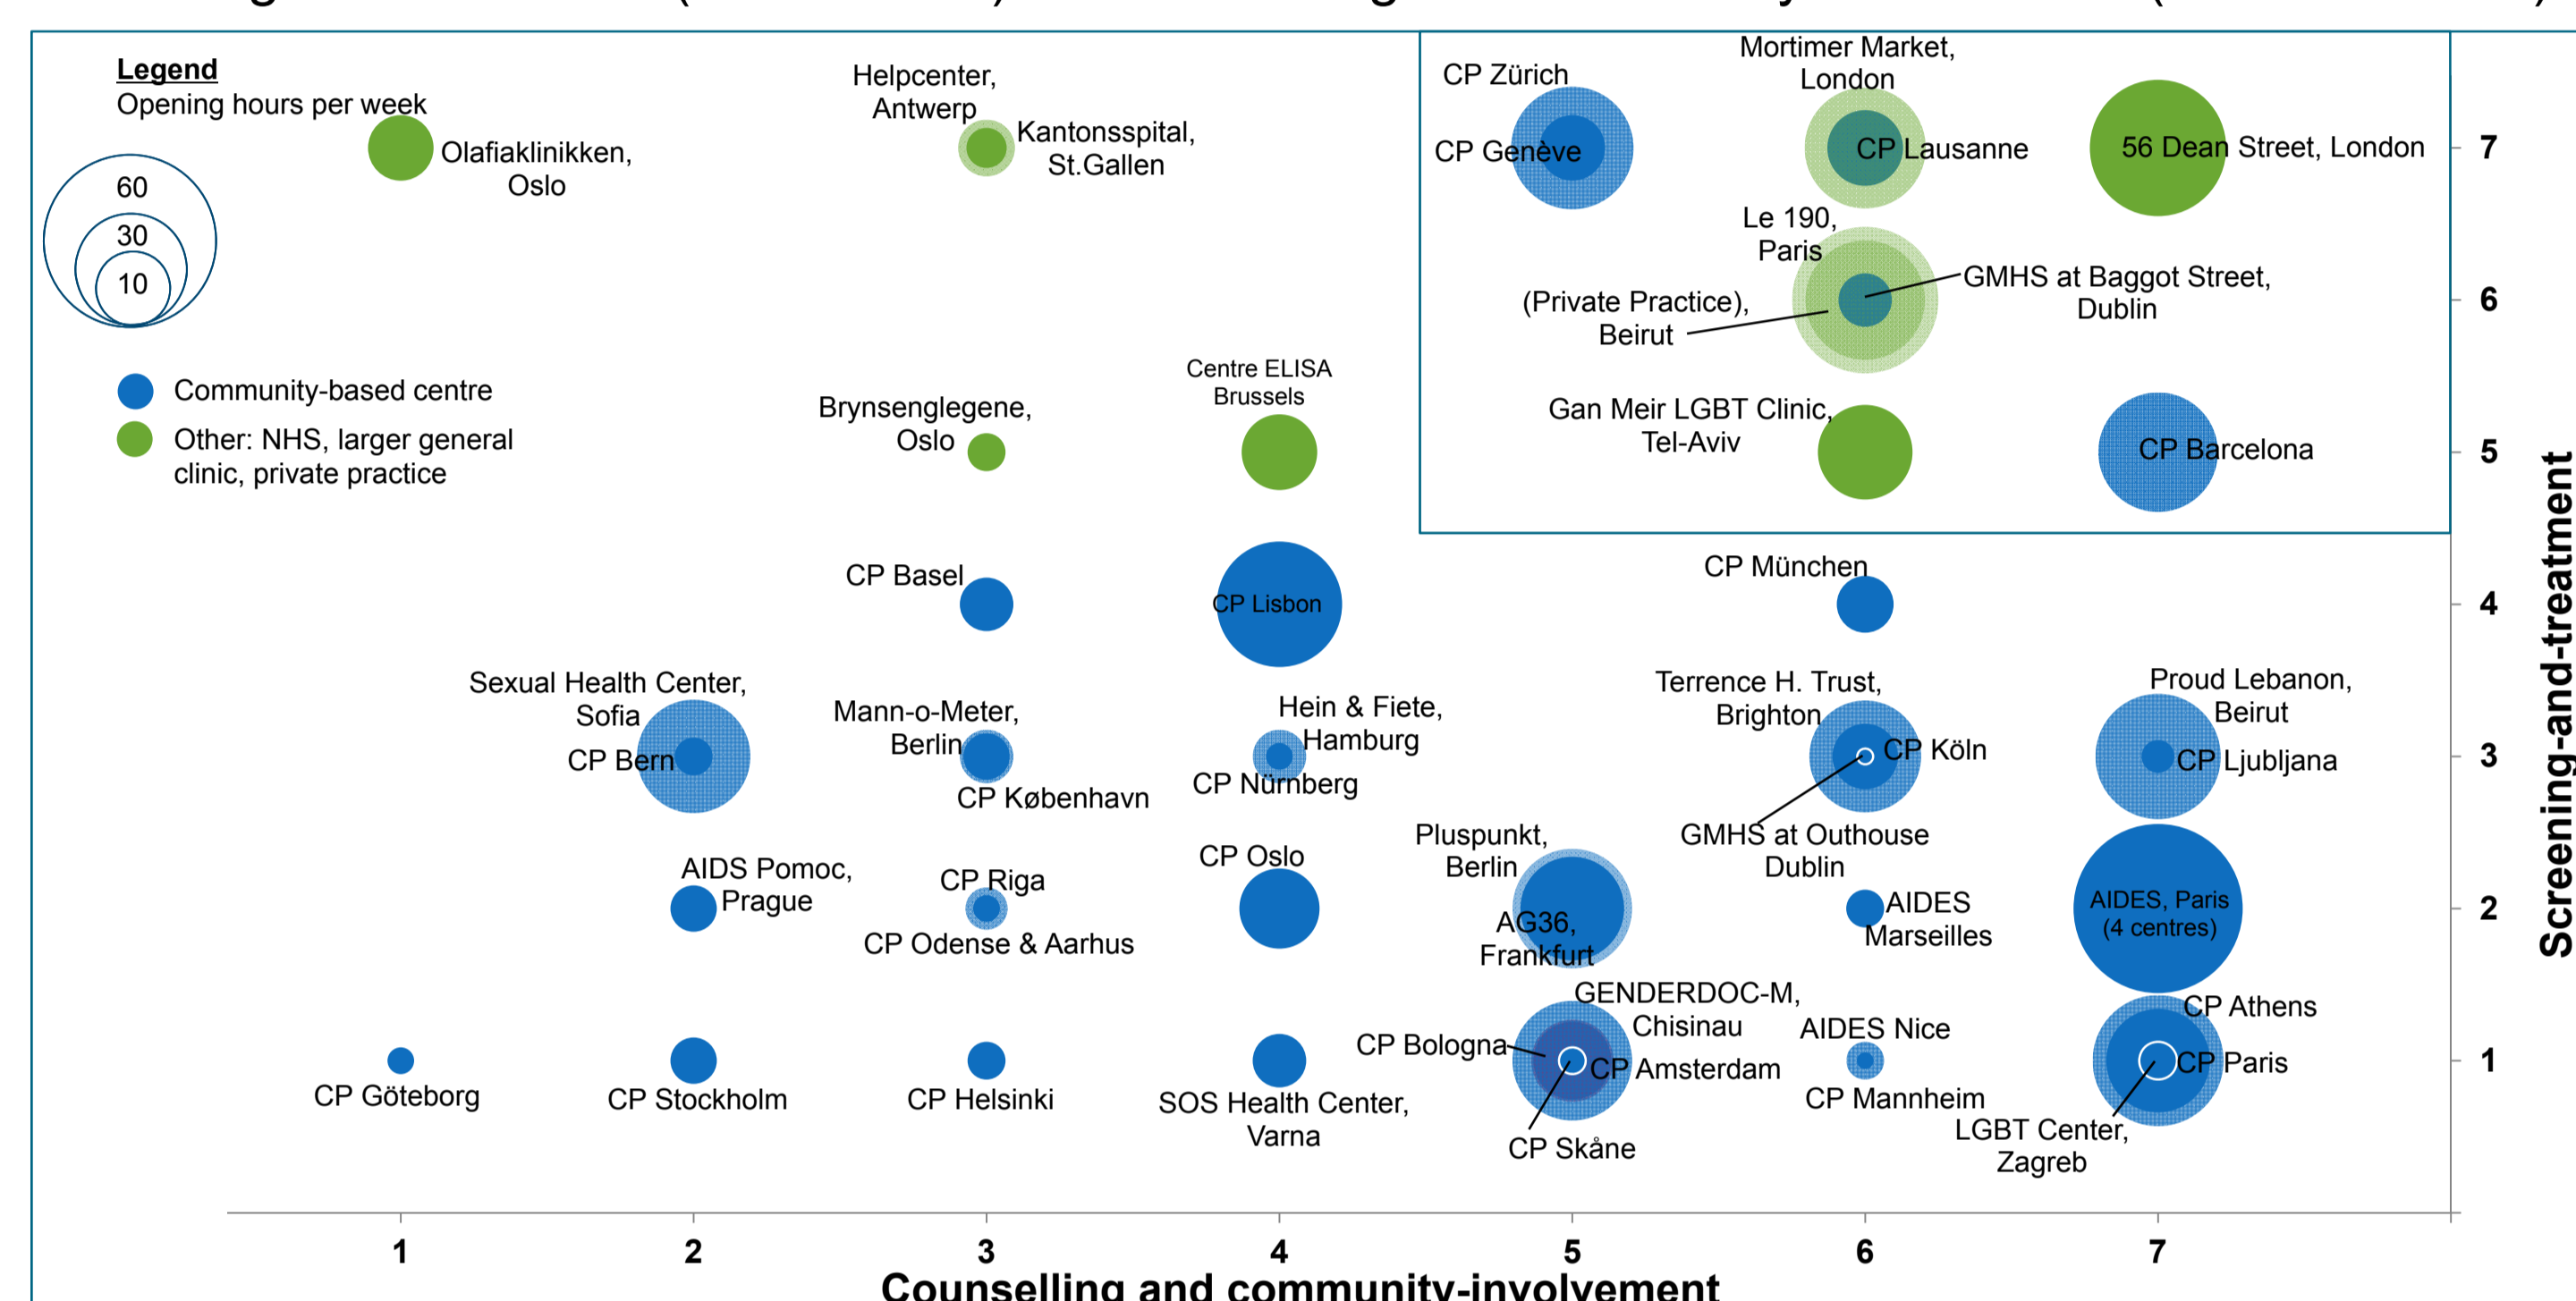 Legend
Opening hours per week
60
30
10
Community-based centre
Other: NHS, larger general
clinic, private practice
Olafiaklinikken,
Oslo
Helpcenter,
Antwerp
Kantonsspital,
St.Gallen
CP Zürich
CP Genève
Mortimer Market,
London
CP Lausanne
56 Dean Street, London
Le 190,
Paris
(Private Practice),
Beirut
GMHS at Baggot Street,
Dublin
Brynsenglegene,
Oslo
Centre ELISA
Brussels
Gan Meir LGBT Clinic,
Tel-Aviv
CP Barcelona
CP Basel
CP Lisbon
CP München
Sexual Health Center,
Sofia
CP Bern
Mann-o-Meter,
Berlin
CP København
Hein & Fiete,
Hamburg
CP Nürnberg
Terrence H. Trust,
Brighton
CP Köln
GMHS at Outhouse
Dublin
Proud Lebanon,
Beirut
CP Ljubljana
AIDS Pomoc,
Prague
CP Riga
CP Odense & Aarhus
CP Oslo
Pluspunkt,
Berlin
AG36,
Frankfurt
AIDES
Marseilles
AIDES, Paris
(4 centres)
CP Göteborg
CP Stockholm
CP Helsinki
SOS Health Center,
Varna
GENDERDOC-M,
Chisinau
CP Bologna
CP Amsterdam
CP Skåne
AIDES Nice
CP Mannheim
CP Athens
CP Paris
LGBT Center,
Zagreb
7
6
5
4
3
2
1
Screening-and-treatment
1
2
3
4
5
6
7
Counselling and community-involvement